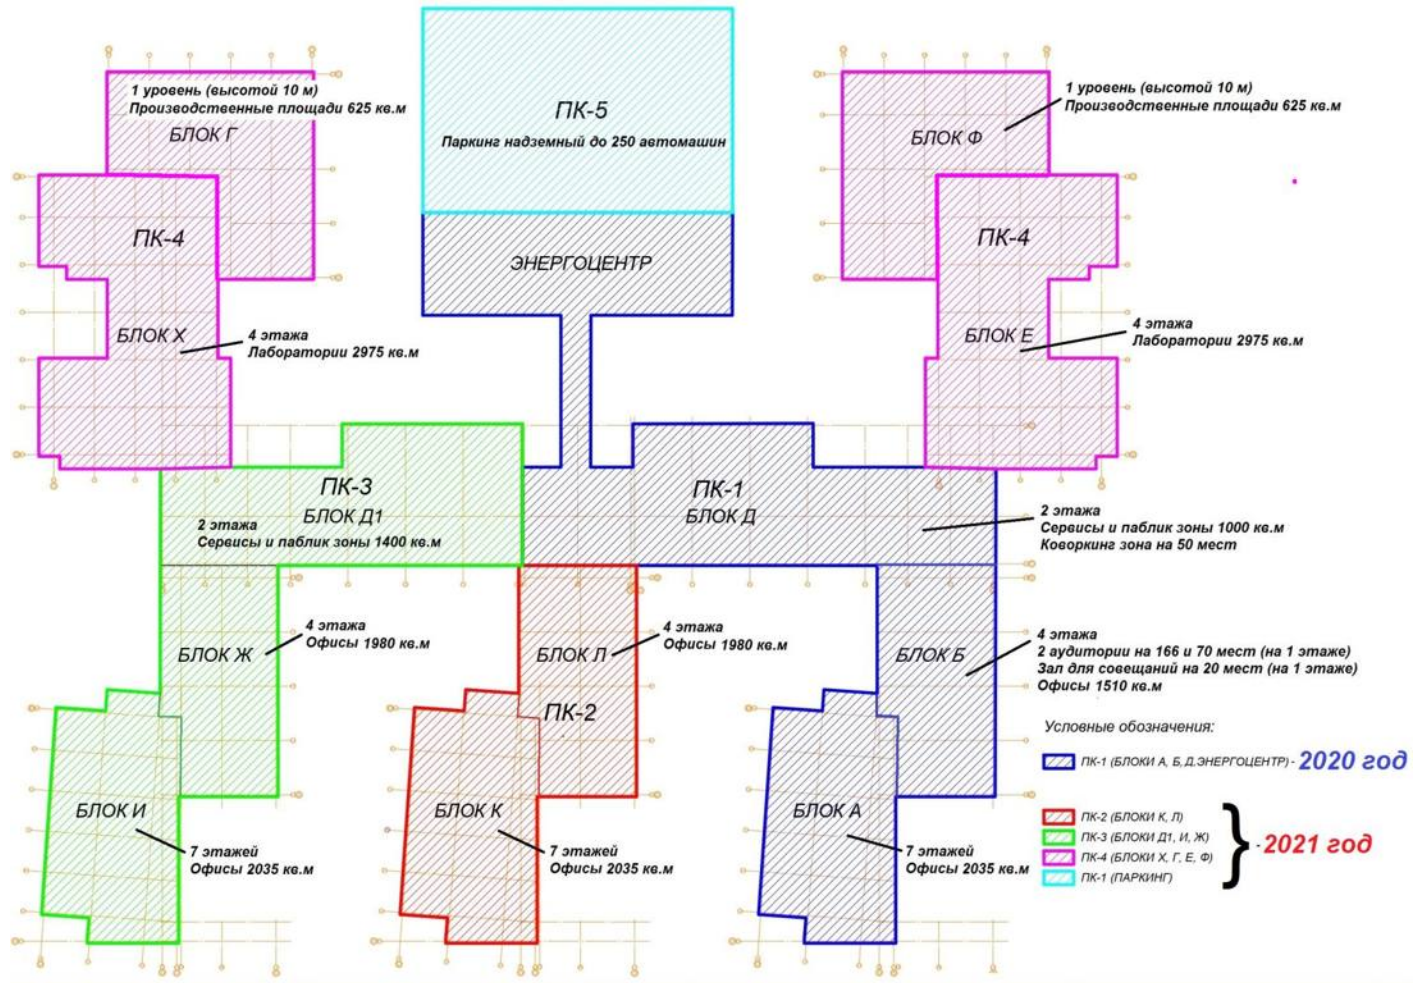 1 уровень (высотой 10 м)
Производственные площади 625 кв.м
БЛОК Г
ПК-5
Паркинг надземный до 250 автомашин
1 уровень (высотой 10 м)
Производственные площади 625 кв.м
БЛОК Ф
ПК-4
ЭНЕРГОЦЕНТР
ПК-4
БЛОК Х
4 этажа
Лаборатории 2975 кв.м
БЛОК Е
4 этажа
Лаборатории 2975 кв.м
ПК-3
БЛОК Д1
2 этажа
Сервисы и паблик зоны 1400 кв.м
ПК-1
БЛОК Д
2 этажа
Сервисы и паблик зоны 1000 кв.м
Коворкинг зона на 50 мест
БЛОК Ж
4 этажа
Офисы 1980 кв.м
БЛОК Л
4 этажа
Офисы 1980 кв.м
ПК-2
БЛОК Б
4 этажа
2 аудитории на 166 и 70 мест (на 1 этаже)
Зал для совещаний на 20 мест (на 1 этаже)
Офисы 1510 кв.м
БЛОК И
7 этажей
Офисы 2035 кв.м
БЛОК К
7 этажей
Офисы 2035 кв.м
БЛОК А
7 этажей
Офисы 2035 кв.м
Условные обозначения:
ПК-1 (БЛОКИ А, Б, Д.ЭНЕРГОЦЕНТР) - 2020 год
ПК-2 (БЛОКИ К, Л)
ПК-3 (БЛОКИ Д1, И, Ж)
ПК-4 (БЛОКИ Х, Г, Е, Ф)
ПК-1 (ПАРКИНГ)
- 2021 год